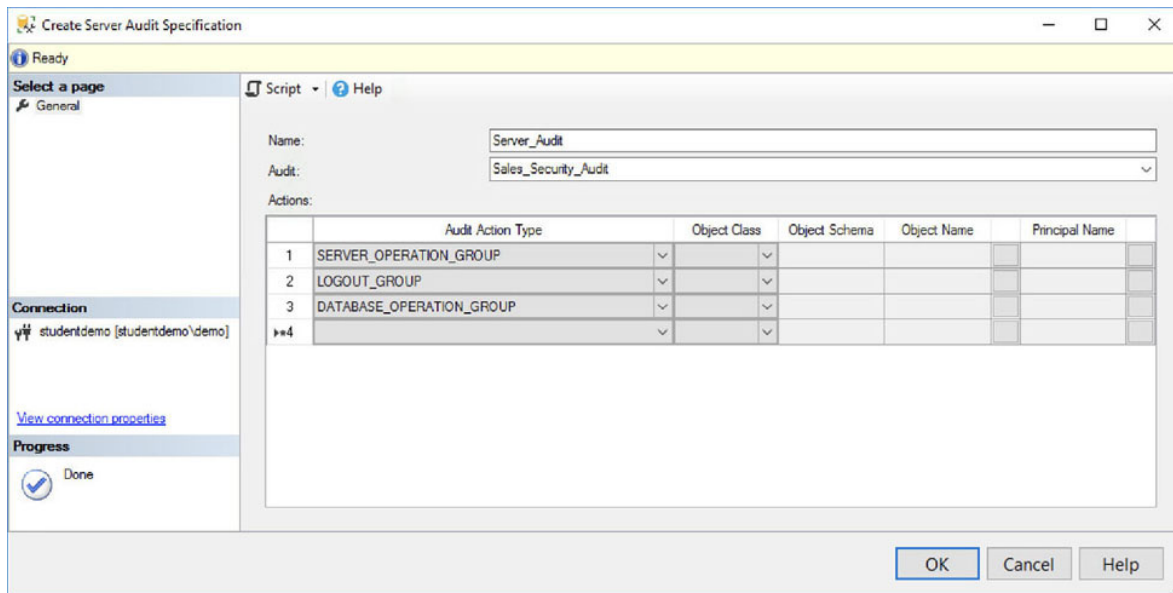 Create Server Audit Specification
Ready
Select a page
General
Script
Help
Name:
Server_Audit
Audit:
Sales_Security_Audit
Actions:
Audit Action Type Object Class Object Schema Object Name Principal Name
1 SERVER_OPERATION_GROUP
2 LOGOUT_GROUP
3 DATABASE_OPERATION_GROUP
4
Connection
studentdemo [studentdemo\demo]
View connection properties
Progress
Done
OK Cancel Help